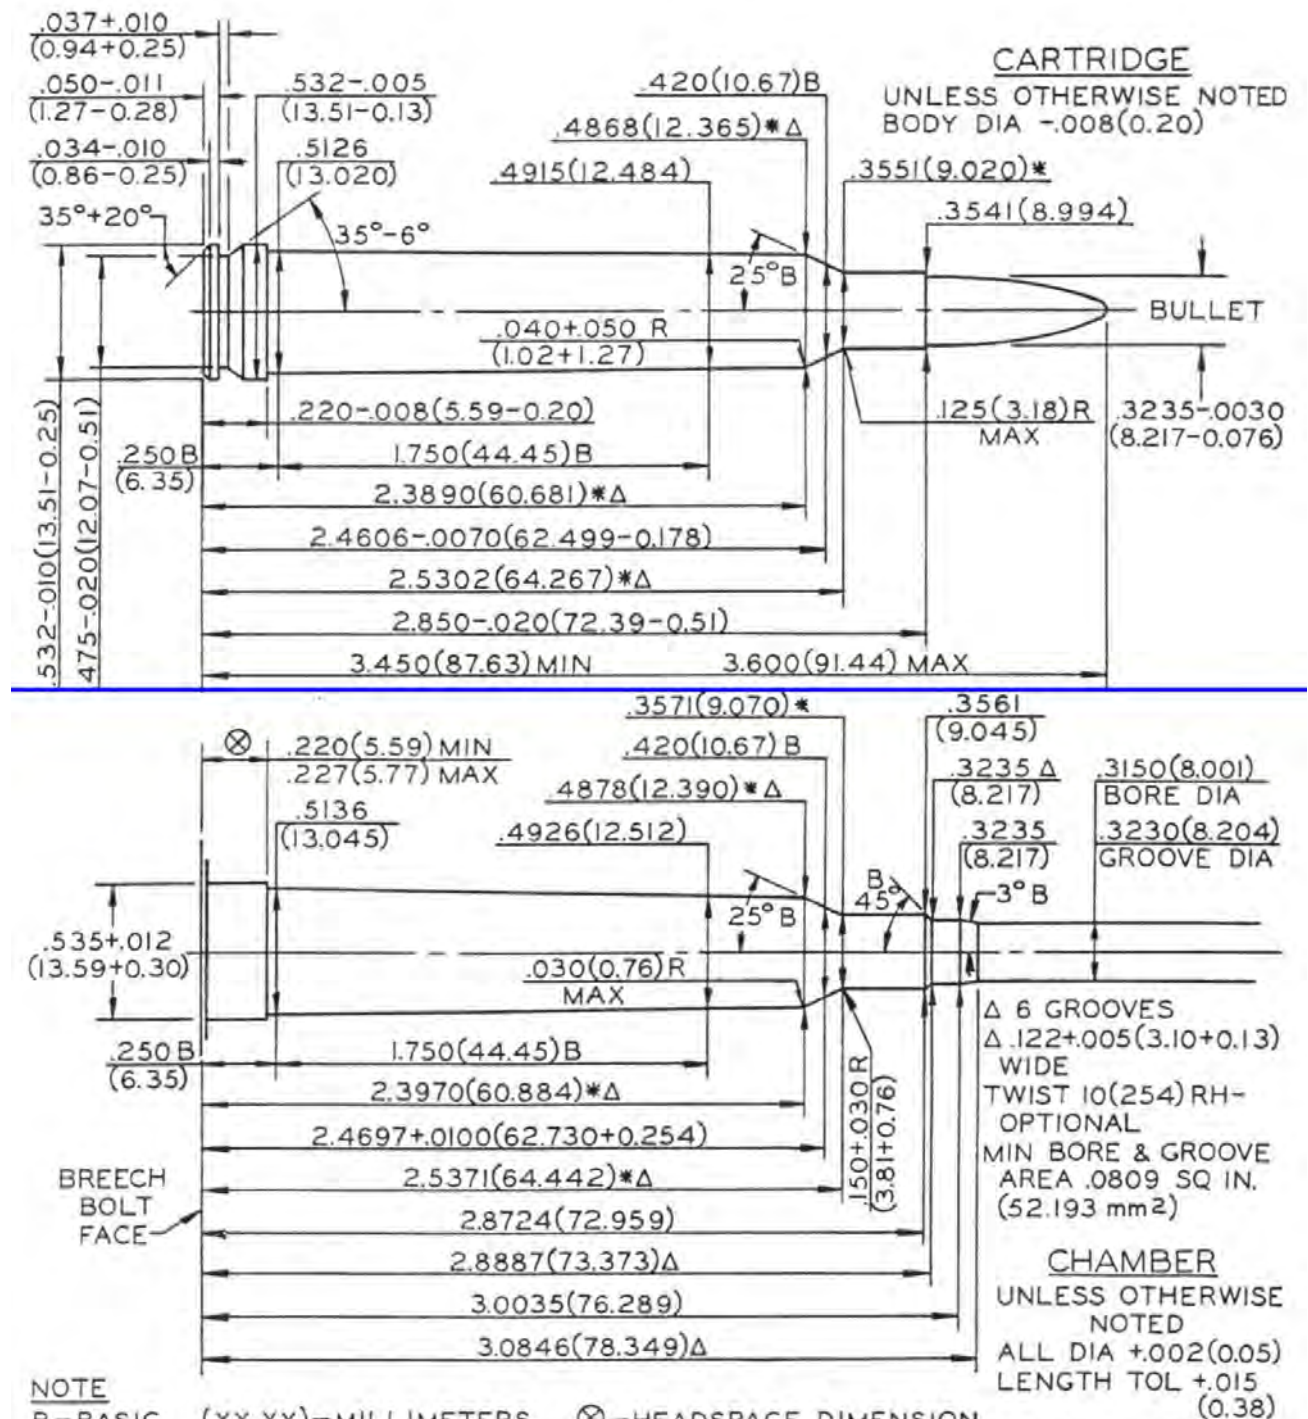 .037+.010
(0.94+0.25)
.050-.011
(1.27-0.28)
.034-.010
(0.86-0.25)
35°+20°
.532-.005
(13.51-0.13)
.5126
(13.020)
35°-6°
.420(10.67)B
.4868(12.365)*Δ
.4915(12.484)
25°B
CARTRIDGE
UNLESS OTHERWISE NOTED
BODY DIA -.008(0.20)
.3551(9.020)*
.3541(8.994)
BULLET
.040+.050 R
(1.02+1.27)
.125(3.18)R
MAX
.3235-.0030
(8.217-0.076)
.532-.010(13.51-0.25)
.475-.020(12.07-0.51)
.220-.008(5.59-0.20)
.250 B
(6.35)
1.750(44.45)B
2.3890(60.681)*Δ
2.4606-.0070(62.499-0.178)
2.5302(64.267)*Δ
2.850-.020(72.39-0.51)
3.450(87.63) MIN 3.600(91.44) MAX
⊗
.220(5.59) MIN
.227(5.77) MAX
.5136
(13.045)
.3571(9.070)*
.420(10.67)B
.4878(12.390)*Δ
.4926(12.512)
25°B
B
45°
.3561
(9.045)
.3235 Δ
(8.217)
.3235
(8.217)
3°B
.3150(8.001)
BORE DIA
.3230(8.204)
GROOVE DIA
.535+.012
(13.59+0.30)
.030(0.76)R
MAX
.150+.030 R
(3.81+0.76)
Δ 6 GROOVES
Δ .122+.005(3.10+0.13)
WIDE
TWIST 10(254) RH-
OPTIONAL
MIN BORE & GROOVE
AREA .0809 SQ IN.
(52.193 mm2)
.250 B
(6.35)
1.750(44.45)B
2.3970(60.884)*Δ
2.4697+.0100(62.730+0.254)
2.5371(64.442)*Δ
2.8724(72.959)
2.8887(73.373)Δ
3.0035(76.289)
3.0846(78.349)Δ
BREECH
BOLT
FACE
CHAMBER
UNLESS OTHERWISE
NOTED
ALL DIA +.002(0.05)
LENGTH TOL +.015
(0.38)
NOTE
B=BASIC (XX.XX)=MILLIMETERS ⊗=HEADSPACE DIMENSION